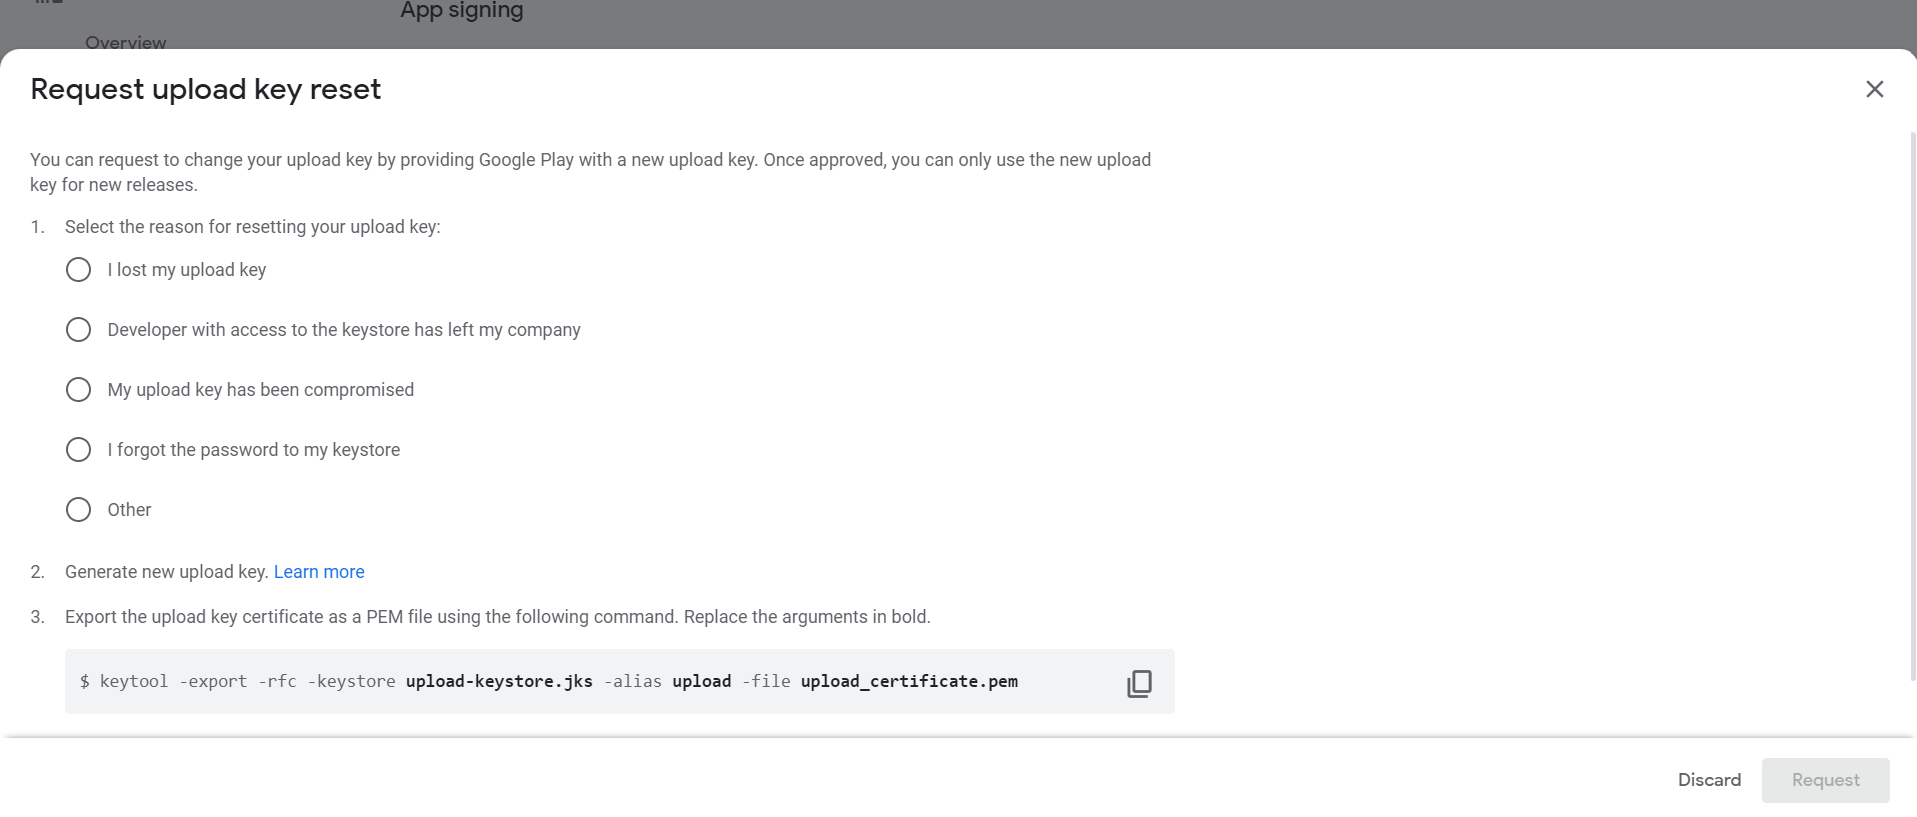 App signing
Overview
Request upload key reset
You can request to change your upload key by providing Google Play with a new upload key. Once approved, you can only use the new upload
key for new releases.
1. Select the reason for resetting your upload key:
I lost my upload key
Developer with access to the keystore has left my company
My upload key has been compromised
I forgot the password to my keystore
Other
2. Generate new upload key. Learn more
3. Export the upload key certificate as a PEM file using the following command. Replace the arguments in bold.
$ keytool -export -rfc -keystore upload-keystore.jks -alias upload -file upload_certificate.pem
Discard Request